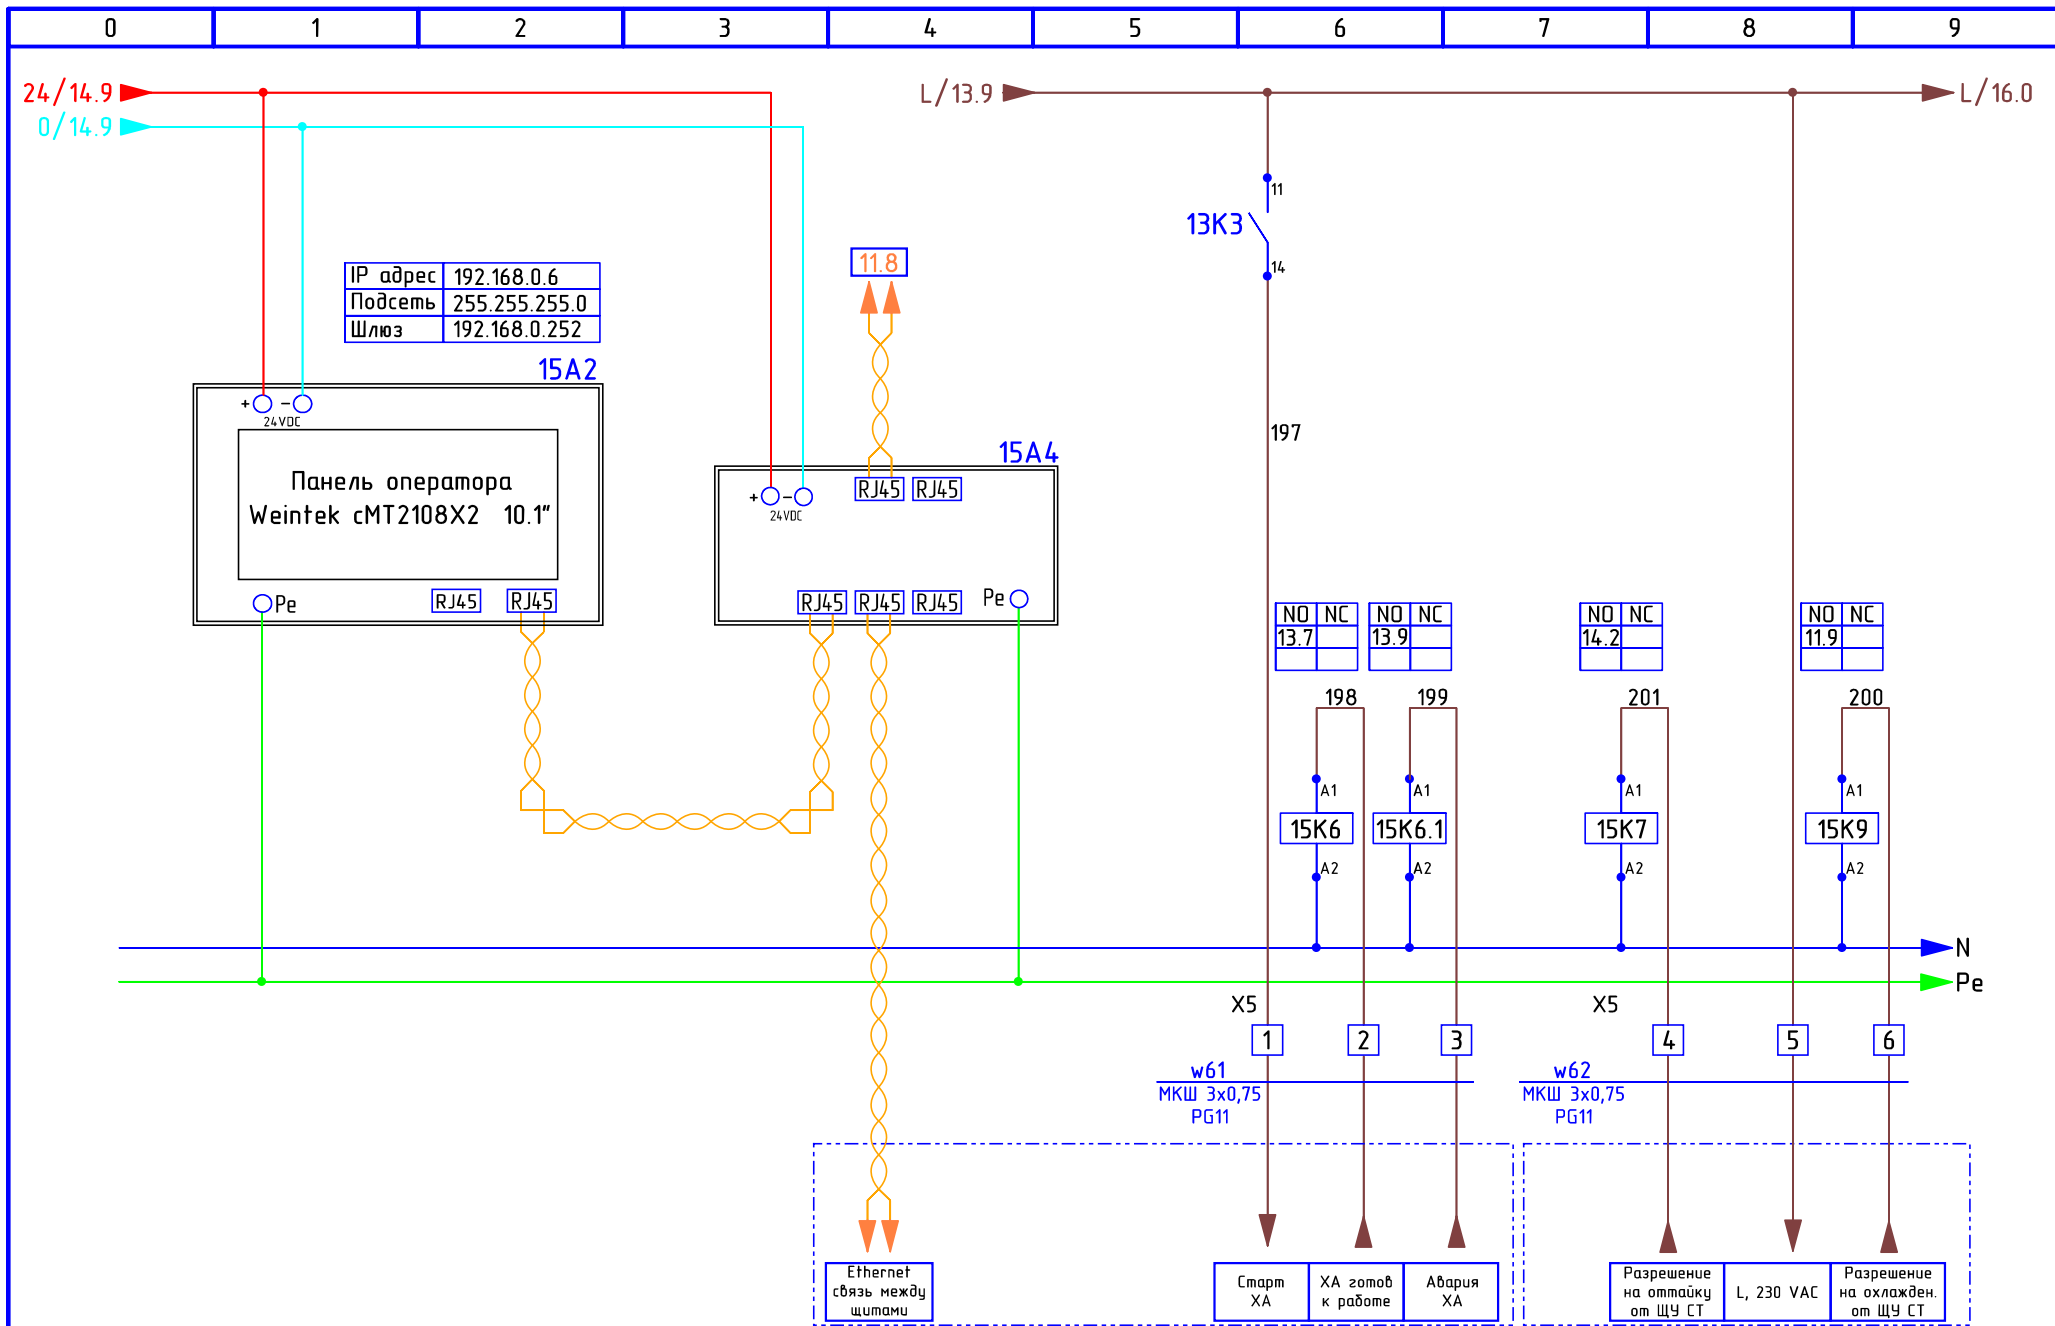 0 1 2 3 4 5 6 7 8 9
24/14.9
L/13.9
L/16.0
0/14.9
11
13K3
14
11.8
IP адрес 192.168.0.6
Подсеть 255.255.255.0
Шлюз 192.168.0.252
15A2
+ −
24VDC
Панель оператора
Weintek cMT2108X2 10.1"
Pe
RJ45 RJ45
197
15A4
RJ45 RJ45
+ −
24VDC
RJ45 RJ45 RJ45
Pe
NO NC NO NC NO NC NO NC
13.7 13.9 14.2 11.9
198 199 201 200
A1 A1 A1 A1
15K6 15K6.1 15K7 15K9
A2 A2 A2 A2
N
Pe
X5 X5
1 2 3 4 5 6
w61 w62
МКШ 3x0,75 МКШ 3x0,75
PG11 PG11
Ethernet
связь между
щитами
Старт
ХА
ХА готов
к работе
Авария
ХА
Разрешение
на оттайку
от ЩУ СТ
L, 230 VAC
Разрешение
на охлажден.
от ЩУ СТ